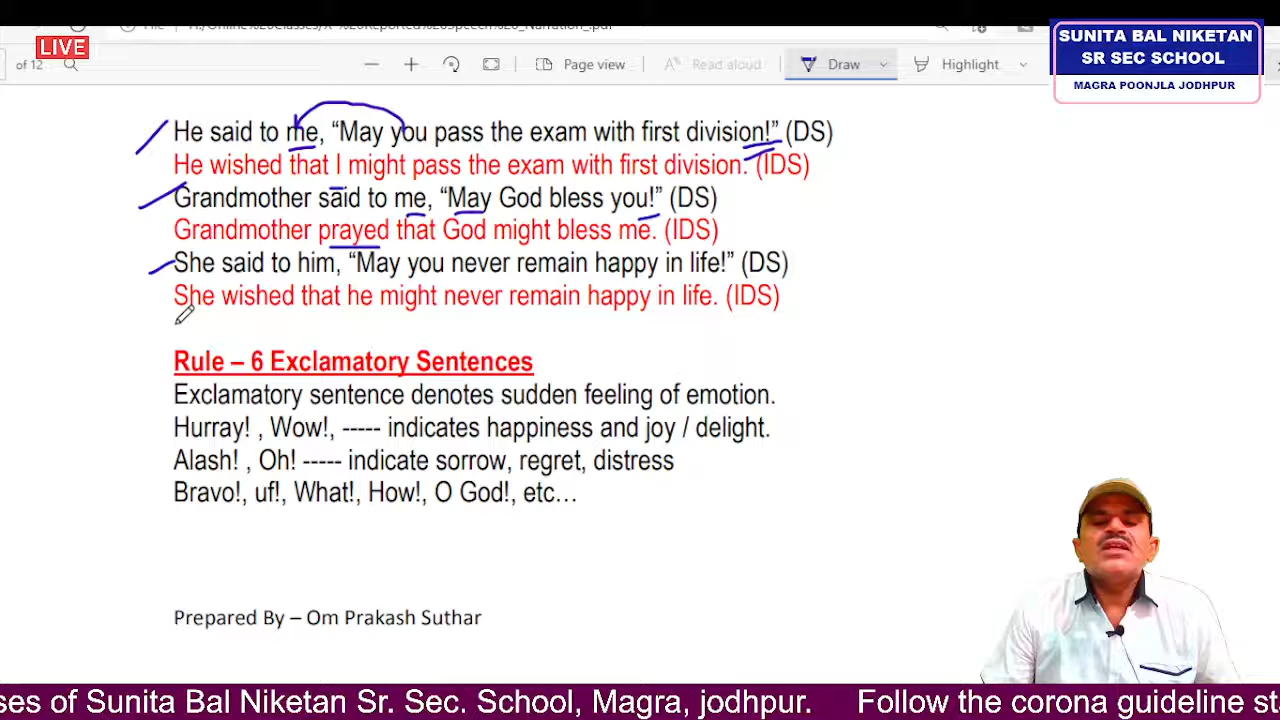 LIVE
SUNITA BAL NIKETAN
SR SEC SCHOOL
MAGRA POONJLA JODHPUR
of 12
Page view
Read aloud
Draw
Highlight
He said to me, “May you pass the exam with first division!” (DS)
He wished that I might pass the exam with first division. (IDS)
Grandmother said to me, “May God bless you!” (DS)
Grandmother prayed that God might bless me. (IDS)
She said to him, “May you never remain happy in life!” (DS)
She wished that he might never remain happy in life. (IDS)
Rule – 6 Exclamatory Sentences
Exclamatory sentence denotes sudden feeling of emotion.
Hurray! , Wow!, ----- indicates happiness and joy / delight.
Alash! , Oh! ----- indicate sorrow, regret, distress
Bravo!, uf!, What!, How!, O God!, etc…
Prepared By – Om Prakash Suthar
ses of Sunita Bal Niketan Sr. Sec. School, Magra, jodhpur. Follow the corona guideline st